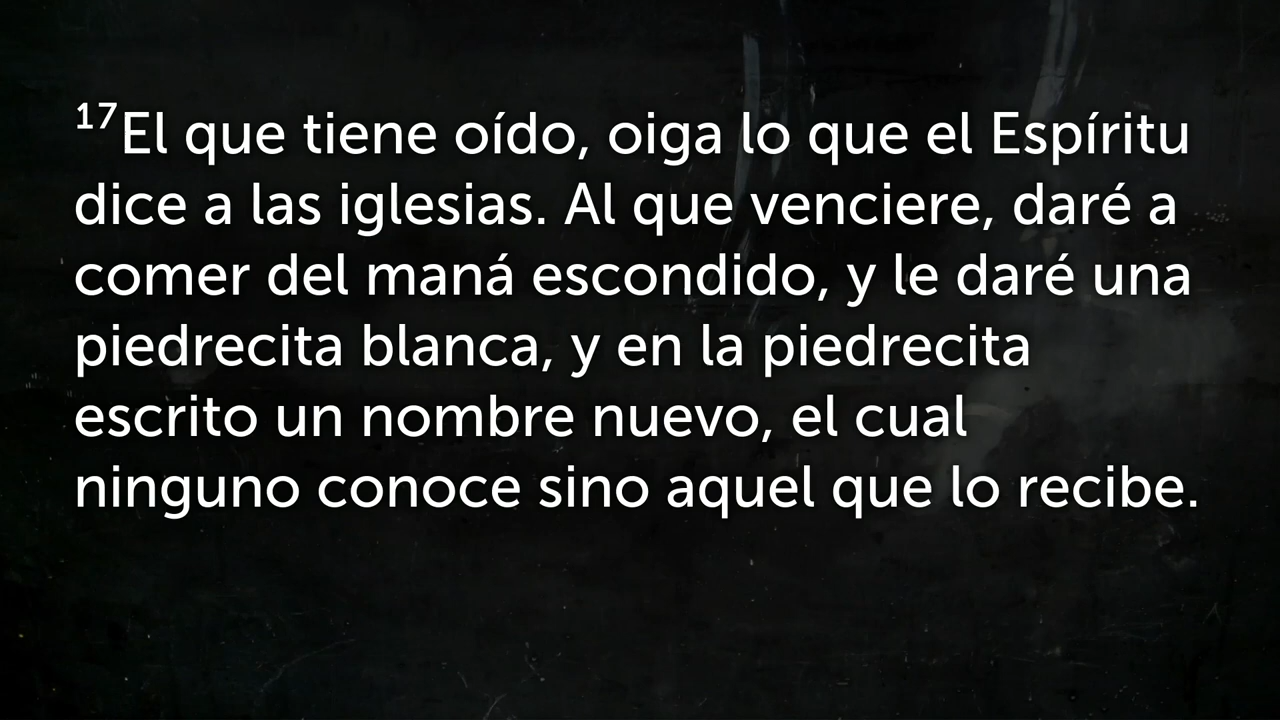 ¹⁷El que tiene oído, oiga lo que el Espíritu
dice a las iglesias. Al que venciere, daré a
comer del maná escondido, y le daré una
piedrecita blanca, y en la piedrecita
escrito un nombre nuevo, el cual
ninguno conoce sino aquel que lo recibe.